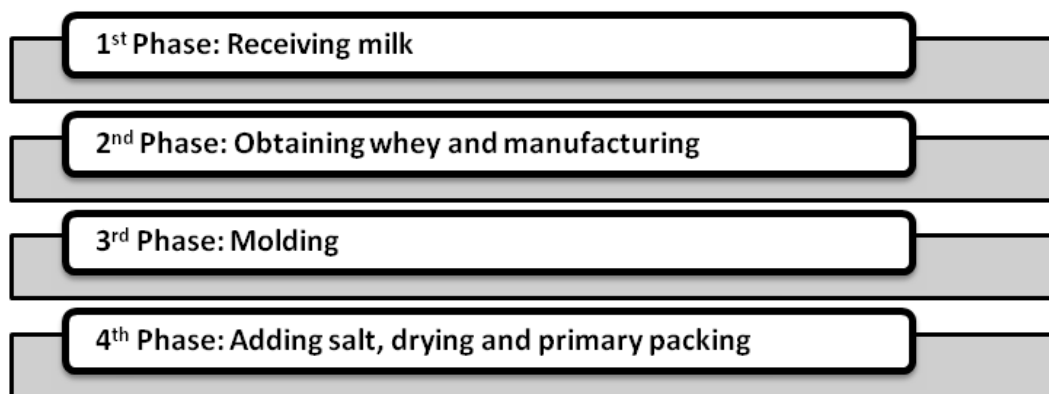 1st Phase: Receiving milk
2nd Phase: Obtaining whey and manufacturing
3rd Phase: Molding
4th Phase: Adding salt, drying and primary packing